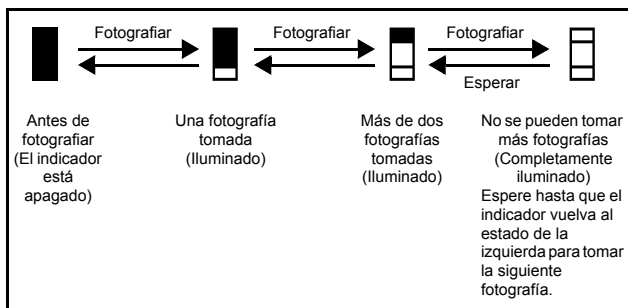 Fotografiar
Fotografiar
Fotografiar
Esperar
Antes de
fotografiar
(El indicador
está
apagado)
Una fotografía
tomada
(Iluminado)
Más de dos
fotografías
tomadas
(Iluminado)
No se pueden tomar
más fotografías
(Completamente
iluminado)
Espere hasta que el
indicador vuelva al
estado de la
izquierda para tomar
la siguiente
fotografía.